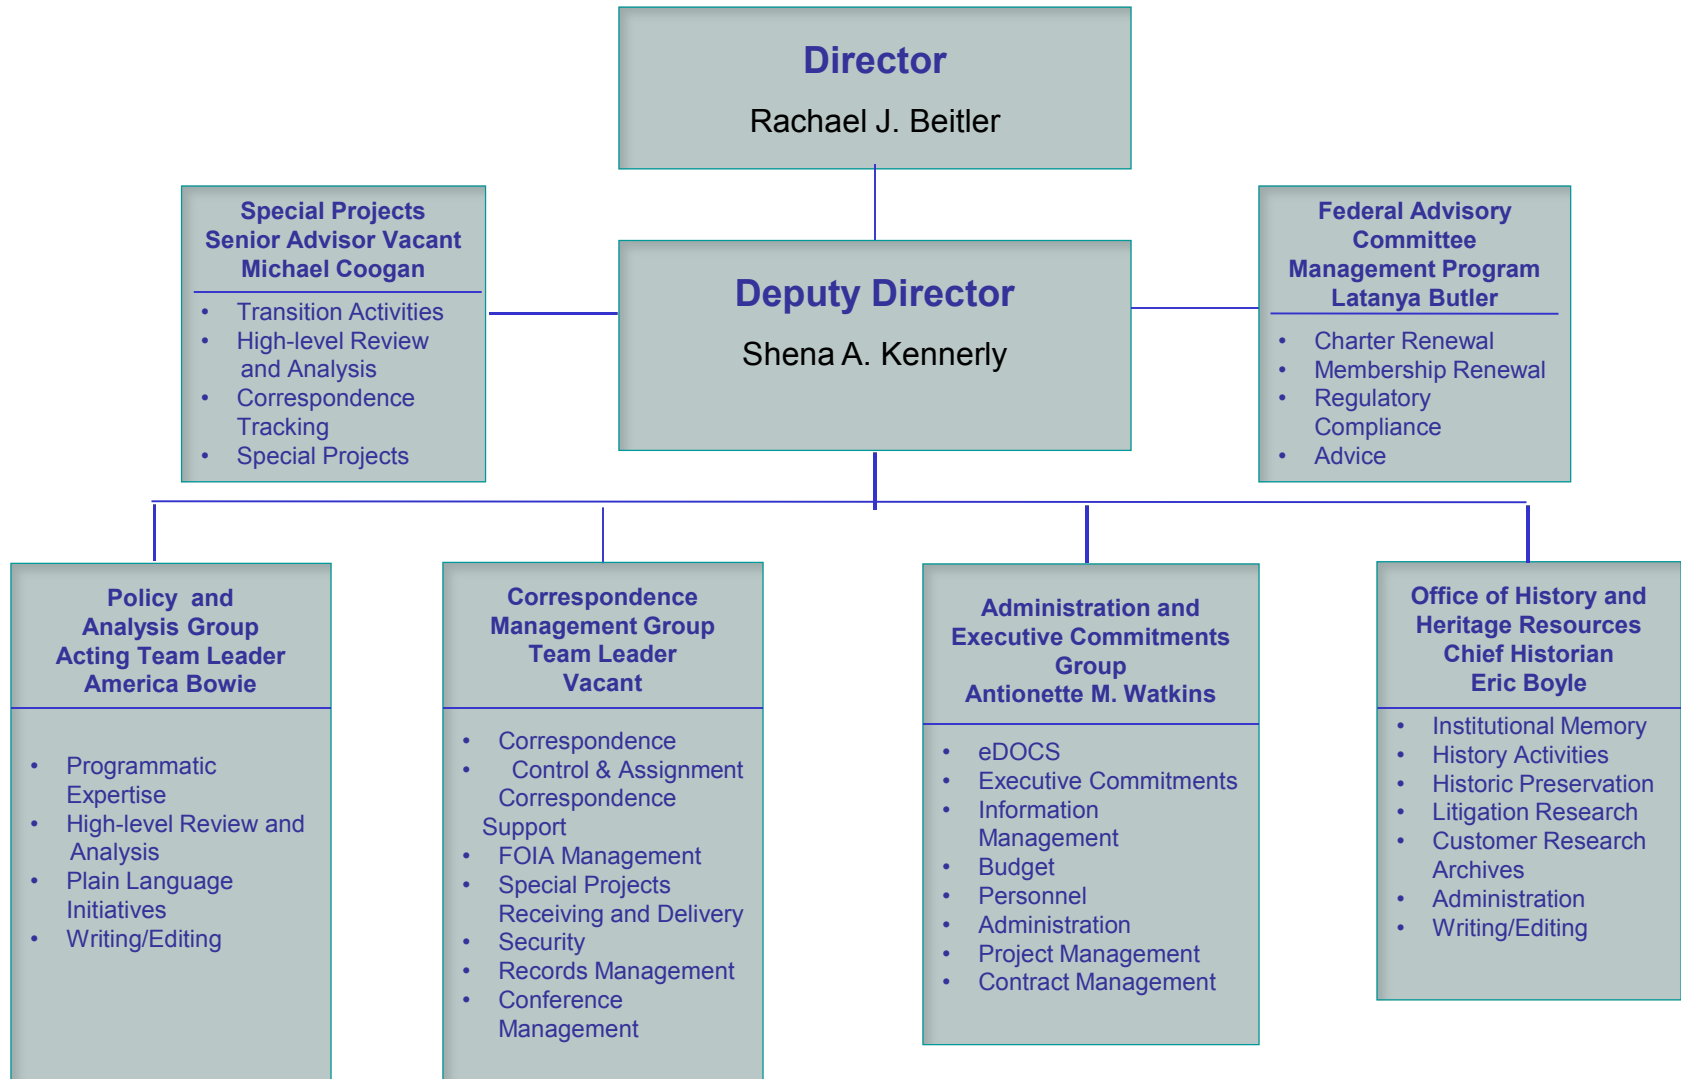 Director
Rachael J. Beitler
Special Projects
Senior Advisor Vacant
Michael Coogan
• Transition Activities
• High-level Review
and Analysis
• Correspondence
Tracking
• Special Projects
Deputy Director
Shena A. Kennerly
Federal Advisory
Committee
Management Program
Latanya Butler
• Charter Renewal
• Membership Renewal
• Regulatory
Compliance
• Advice
Policy and
Analysis Group
Acting Team Leader
America Bowie
• Programmatic
Expertise
• High-level Review and
Analysis
• Plain Language
Initiatives
• Writing/Editing
Correspondence
Management Group
Team Leader
Vacant
• Correspondence
• Control & Assignment
Correspondence
Support
• FOIA Management
• Special Projects
Receiving and Delivery
• Security
• Records Management
• Conference
Management
Administration and
Executive Commitments
Group
Antionette M. Watkins
• eDOCS
• Executive Commitments
• Information
Management
• Budget
• Personnel
• Administration
• Project Management
• Contract Management
Office of History and
Heritage Resources
Chief Historian
Eric Boyle
• Institutional Memory
• History Activities
• Historic Preservation
• Litigation Research
• Customer Research
Archives
• Administration
• Writing/Editing